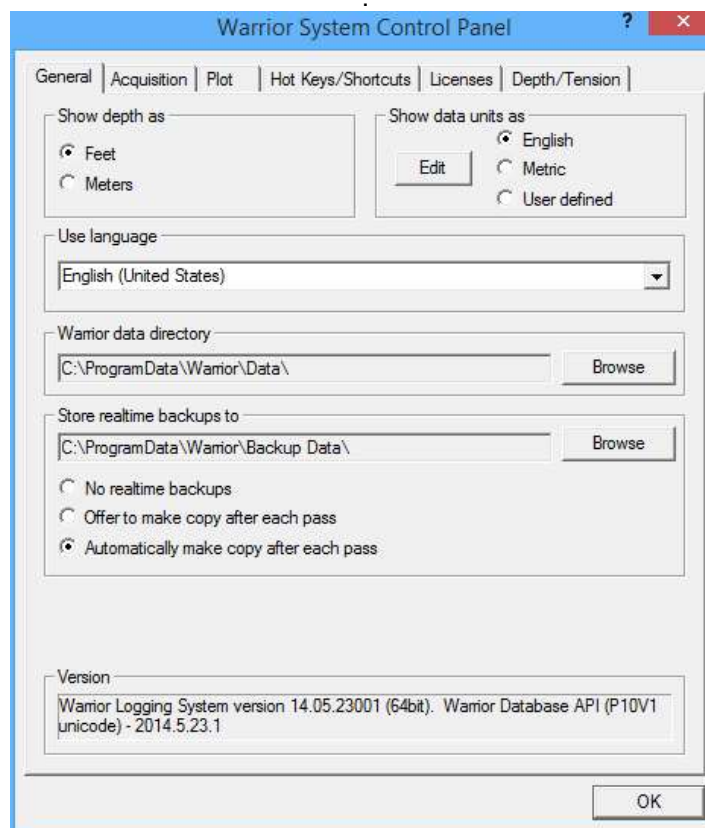 Warrior System Control Panel ?
General Acquisition Plot Hot Keys/Shortcuts Licenses Depth/Tension
Show depth as
Feet
Meters
Show data units as
Edit
English
Metric
User defined
Use language
English (United States)
Warrior data directory
C:\ProgramData\Warrior\Data\ Browse
Store realtime backups to
C:\ProgramData\Warrior\Backup Data\ Browse
No realtime backups
Offer to make copy after each pass
Automatically make copy after each pass
Version
Warrior Logging System version 14.05.23001 (64bit). Warrior Database API (P10V1
unicode) - 2014.5.23.1
OK